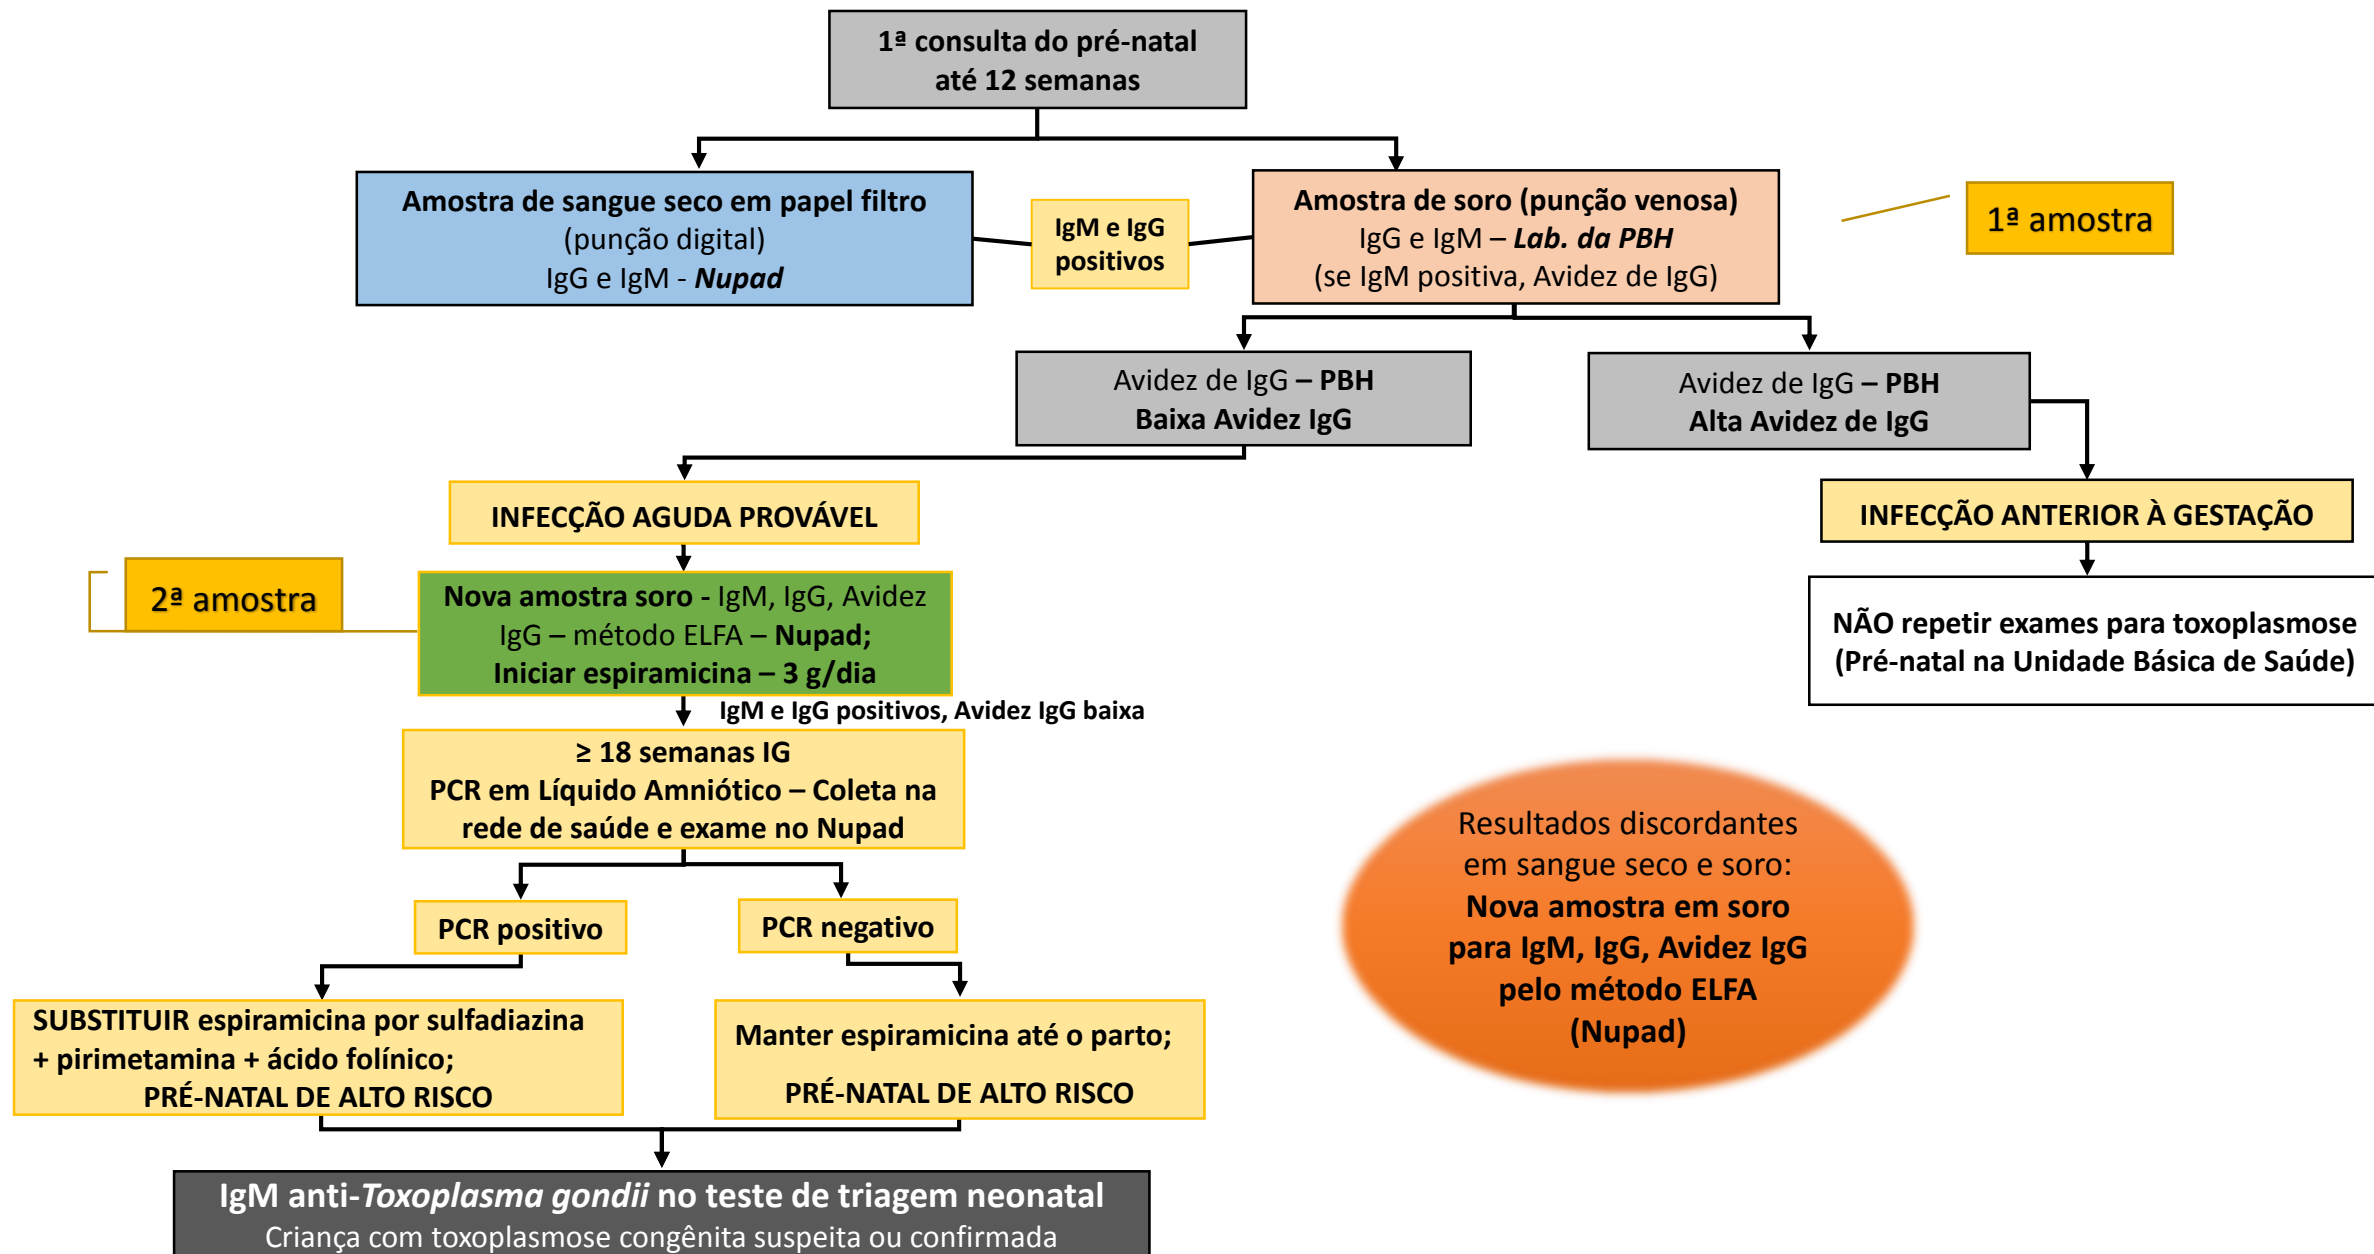 1ª consulta do pré-natal
até 12 semanas
Amostra de sangue seco em papel filtro
(punção digital)
IgG e IgM - Nupad
IgM e IgG
positivos
Amostra de soro (punção venosa)
IgG e IgM – Lab. da PBH
(se IgM positiva, Avidez de IgG)
1ª amostra
Avidez de IgG – PBH
Baixa Avidez IgG
Avidez de IgG – PBH
Alta Avidez de IgG
INFECÇÃO AGUDA PROVÁVEL
INFECÇÃO ANTERIOR À GESTAÇÃO
2ª amostra
Nova amostra soro - IgM, IgG, Avidez
IgG – método ELFA – Nupad;
Iniciar espiramicina – 3 g/dia
NÃO repetir exames para toxoplasmose
(Pré-natal na Unidade Básica de Saúde)
IgM e IgG positivos, Avidez IgG baixa
≥ 18 semanas IG
PCR em Líquido Amniótico – Coleta na
rede de saúde e exame no Nupad
Resultados discordantes
em sangue seco e soro:
Nova amostra em soro
para IgM, IgG, Avidez IgG
pelo método ELFA
(Nupad)
PCR positivo
PCR negativo
SUBSTITUIR espiramicina por sulfadiazina
+ pirimetamina + ácido folínico;
PRÉ-NATAL DE ALTO RISCO
Manter espiramicina até o parto;
PRÉ-NATAL DE ALTO RISCO
IgM anti-Toxoplasma gondii no teste de triagem neonatal
Criança com toxoplasmose congênita suspeita ou confirmada